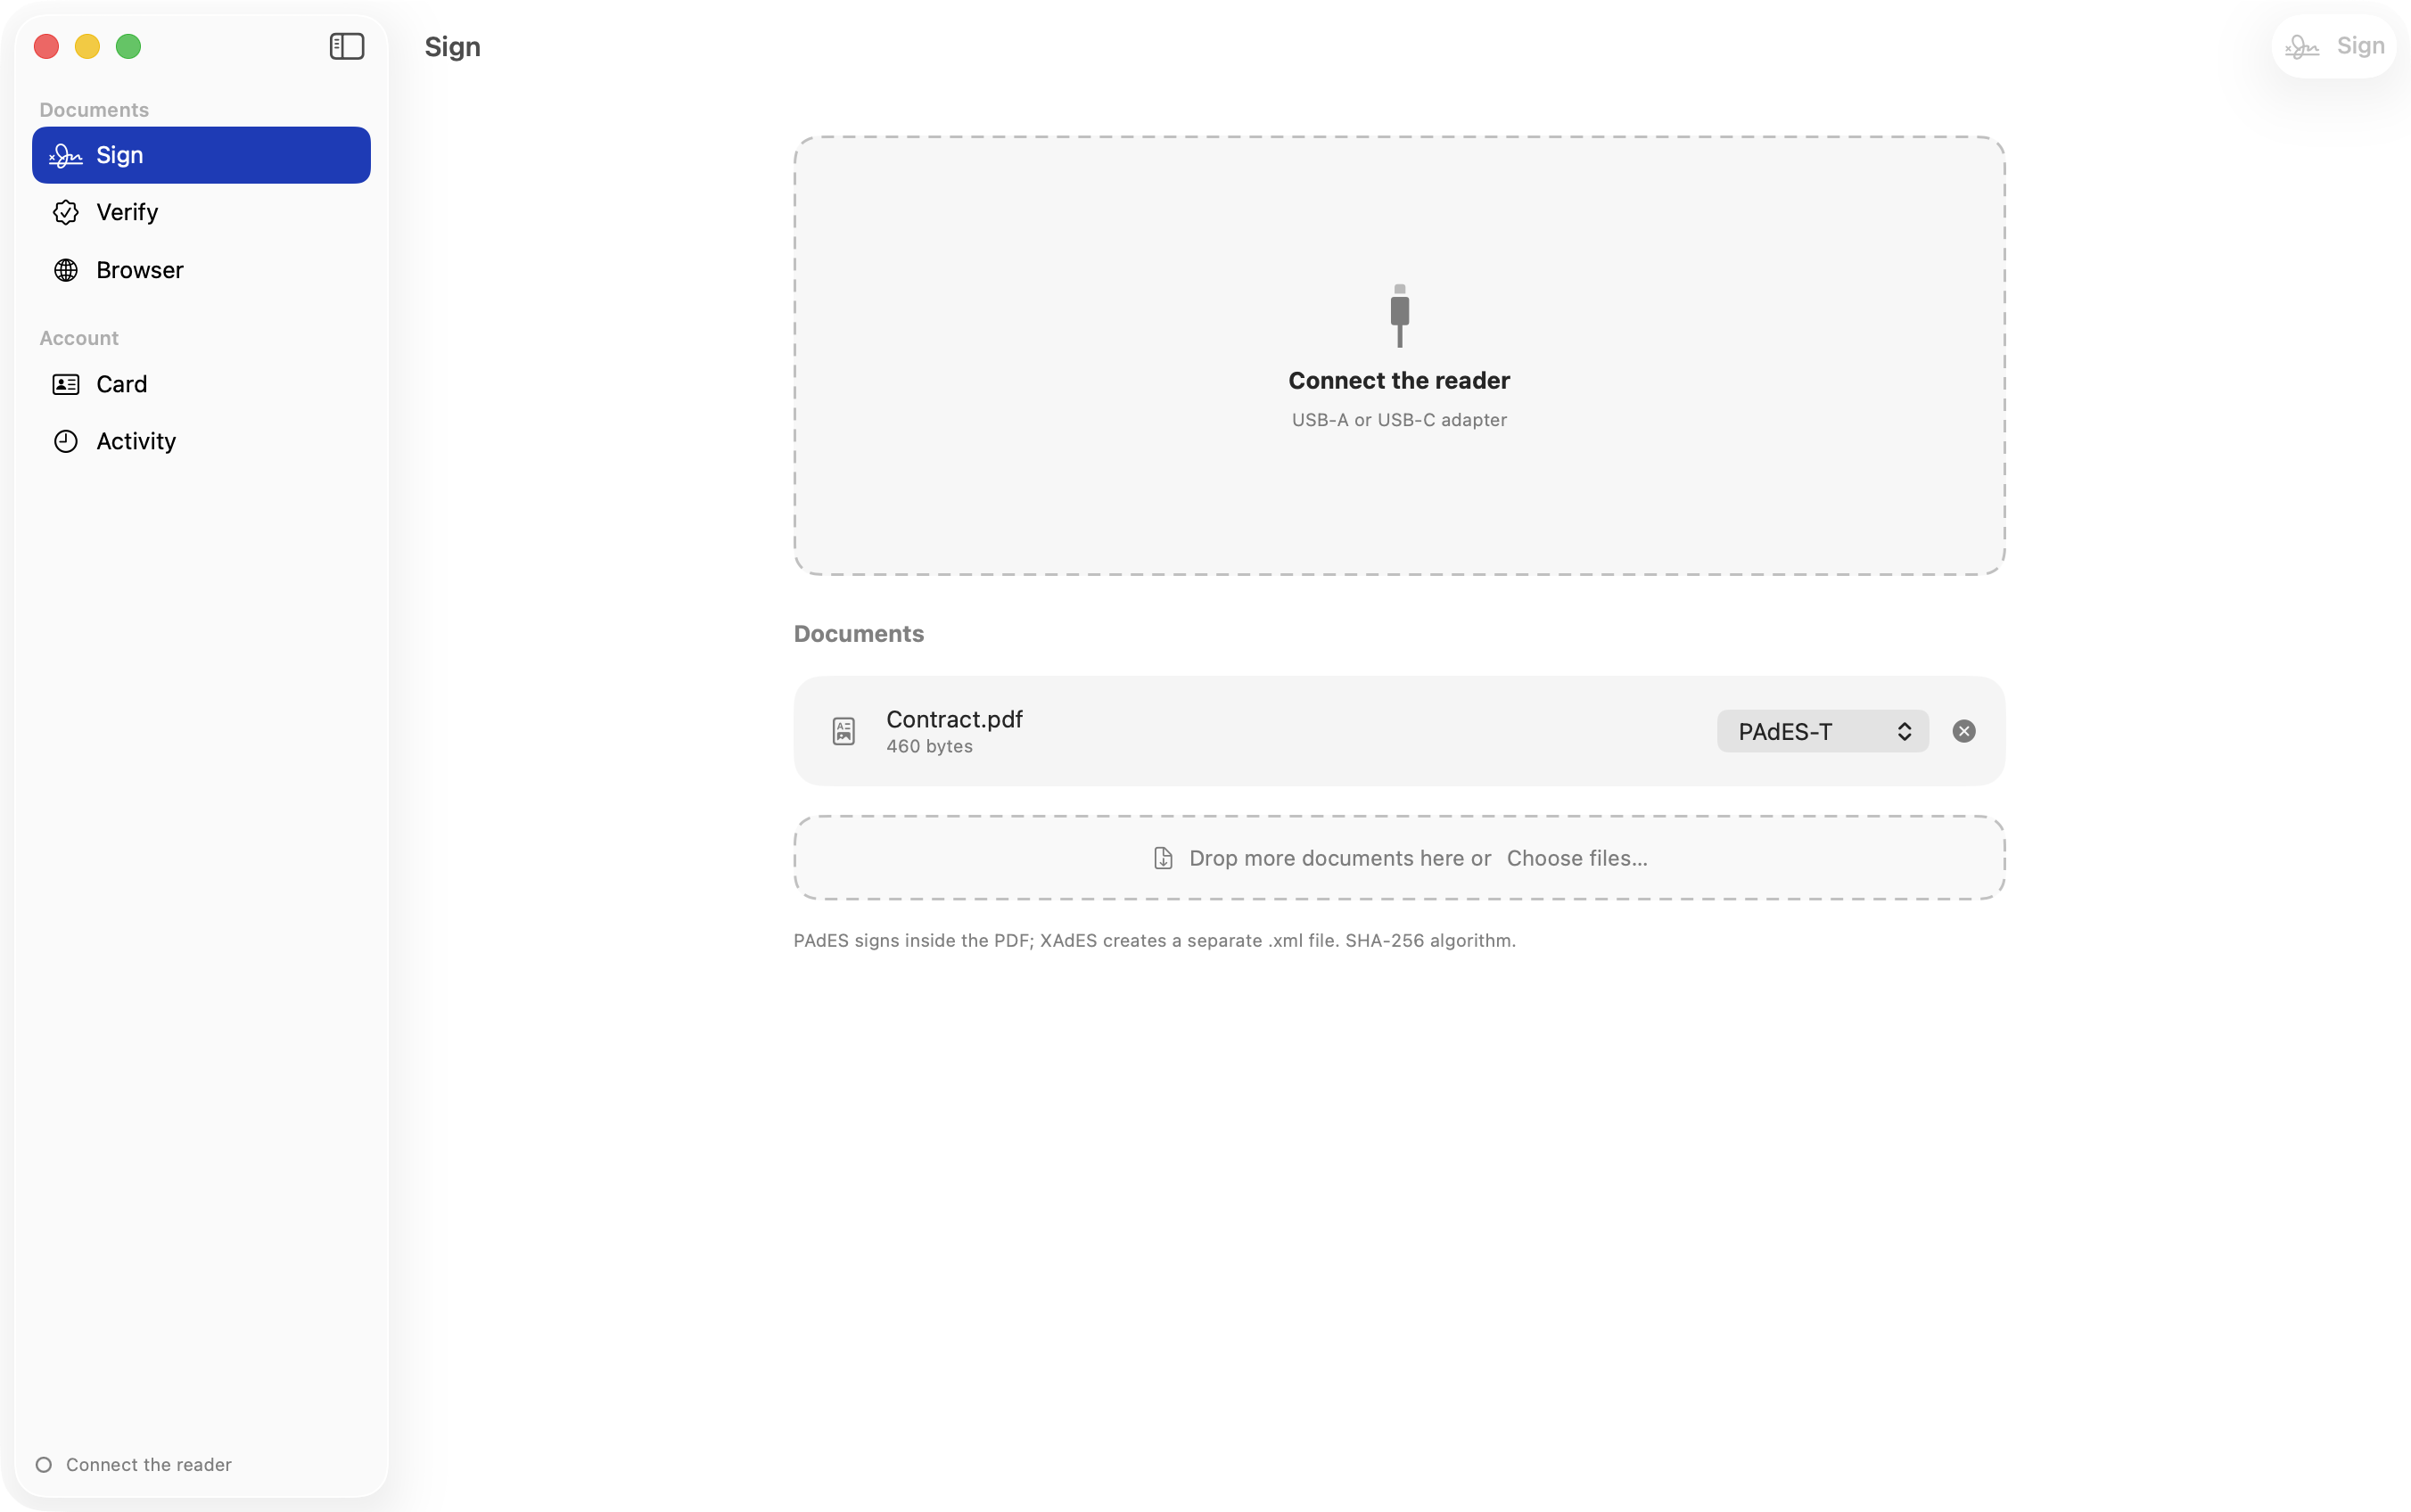 Sign
Sign
Documents
Sign
Verify
Browser
Account
Card
Activity
Connect the reader
USB-A or USB-C adapter
Documents
Contract.pdf
460 bytes
PAdES-T
Drop more documents here or Choose files...
PAdES signs inside the PDF; XAdES creates a separate .xml file. SHA-256 algorithm.
Connect the reader